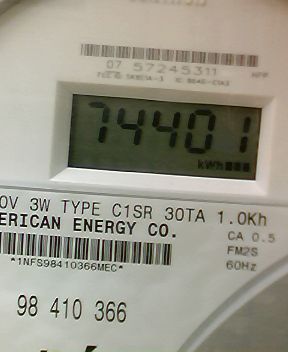 07 57245311
74401
kWh
0V 3W TYPE C1SR 30TA 1.0Kh
ERICAN ENERGY CO.
CA 0.5
FM2S
*1NFS98410366MEC*
60Hz
98 410 366